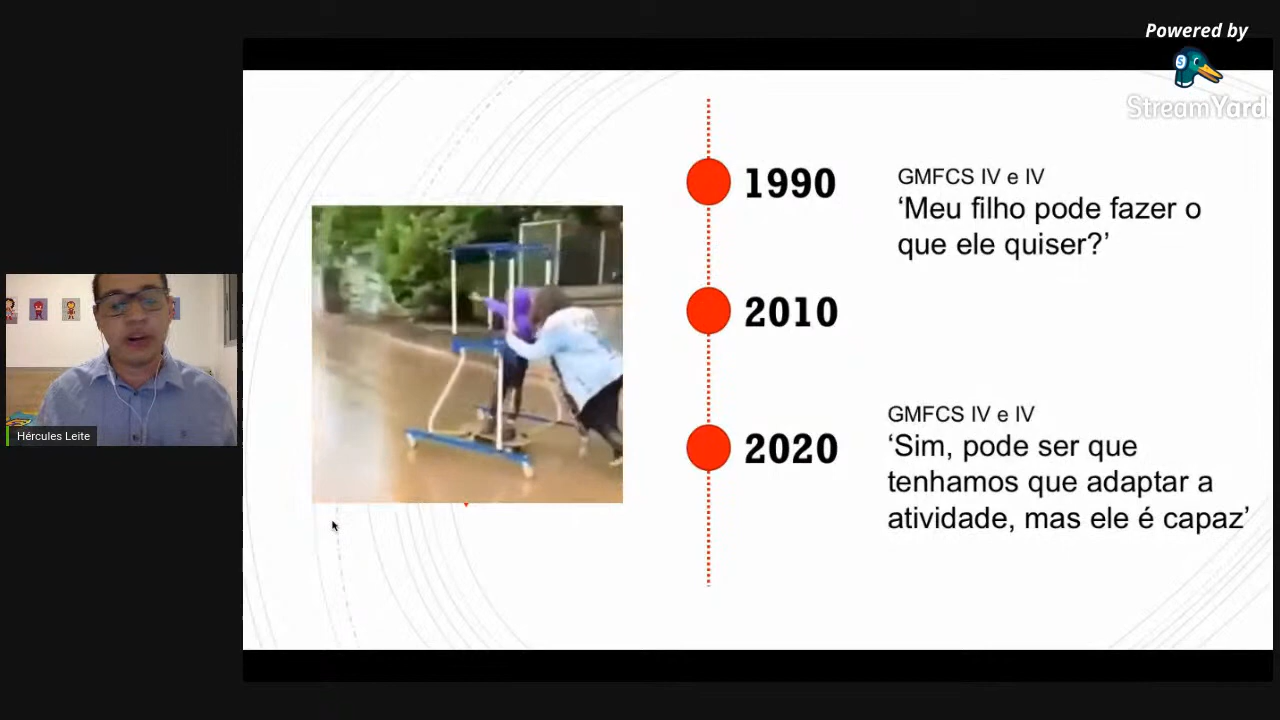 Powered by
StreamYard
1990
GMFCS IV e IV
‘Meu filho pode fazer o
que ele quiser?’
2010
2020
GMFCS IV e IV
‘Sim, pode ser que
tenhamos que adaptar a
atividade, mas ele é capaz’
Hércules Leite